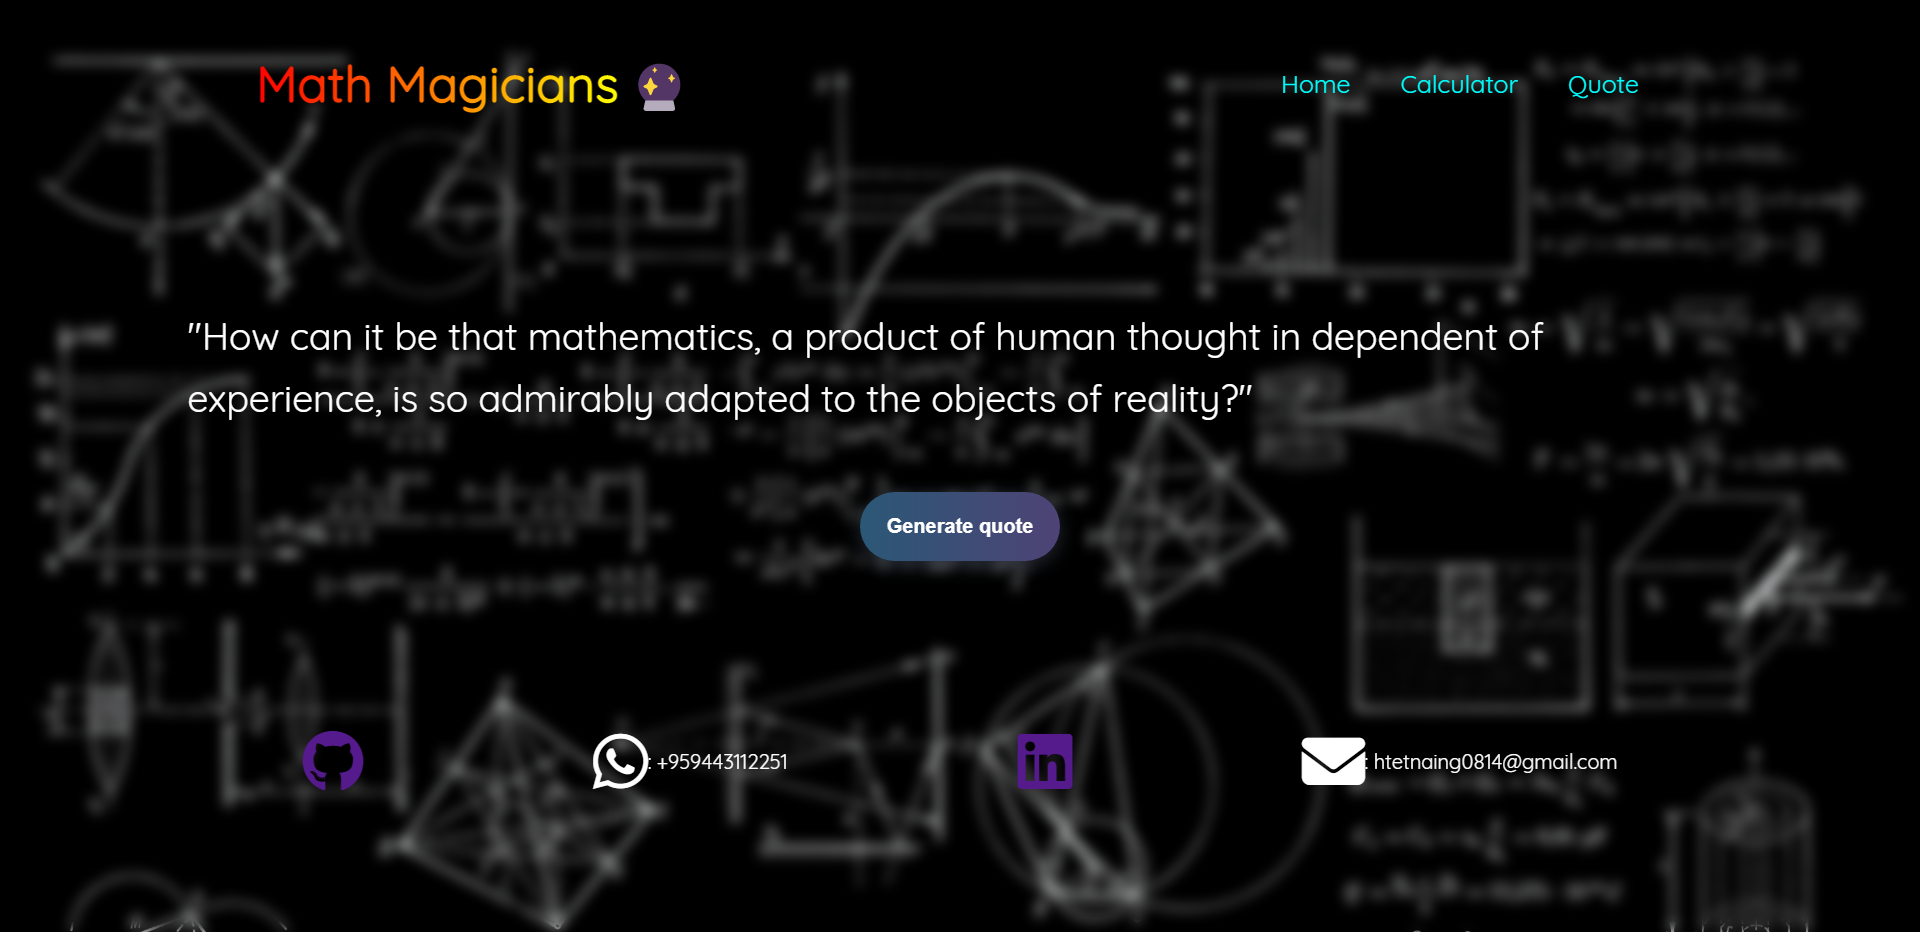 Math Magicians
Home Calculator Quote
"How can it be that mathematics, a product of human thought in dependent of
experience, is so admirably adapted to the objects of reality?"
Generate quote
: +959443112251
in
: htetnaing0814@gmail.com